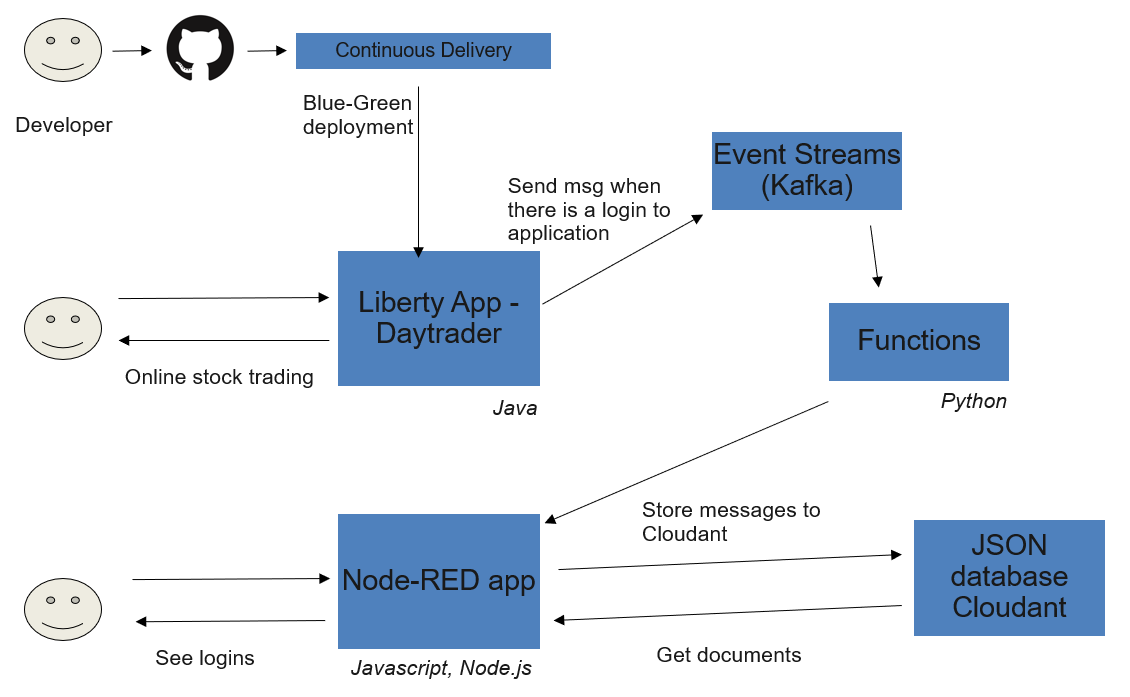 Continuous Delivery
Developer
Blue-Green
deployment
Event Streams
(Kafka)
Send msg when
there is a login to
application
Liberty App -
Daytrader
Functions
Online stock trading
Java
Python
Store messages to
Cloudant
JSON
database
Cloudant
Node-RED app
See logins
Get documents
Javascript, Node.js